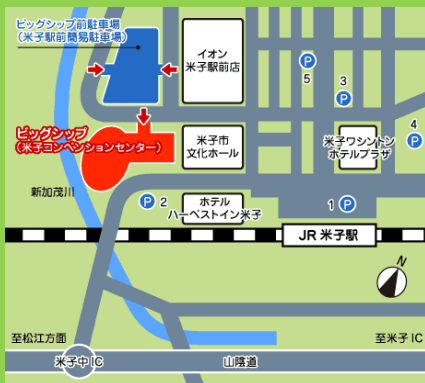 ビッグシップ前駐車場
（米子駅前簡易駐車場）
イオン
米子駅前店
P
5
3
P
4
P
ビッグシップ
（米子コンベンションセンター）
米子市
文化ホール
米子ワシントン
ホテルプラザ
新加茂川
P 2
ホテル
ハーベストイン米子
1 P
JR 米子駅
N
至松江方面
至米子 IC
米子中 IC
山陰道